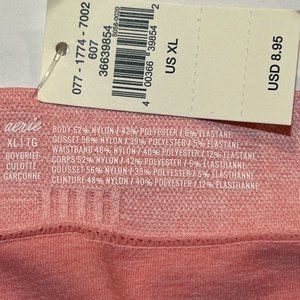 077 - 1774 - 7002
607
36639854
4 00366 39854 2
US XL
USD 8.95
aerie
XL | TG
BOYBRIEF
CULOTTE
GARÇONNE
BODY 52% NYLON / 42% POLYESTER / 6% ELASTANE
GOUSSET 56% NYLON / 39% POLYESTER / 5% ELASTANE
WAISTBAND 48% NYLON / 40% POLYESTER / 12% ELASTANE
CORPS 52% NYLON / 42% POLYESTER / 6% ÉLASTHANNE
GOUSSET 56% NYLON / 39% POLYESTER / 5% ÉLASTHANNE
CEINTURE 48% NYLON / 40% POLYESTER / 12% ÉLASTHANNE